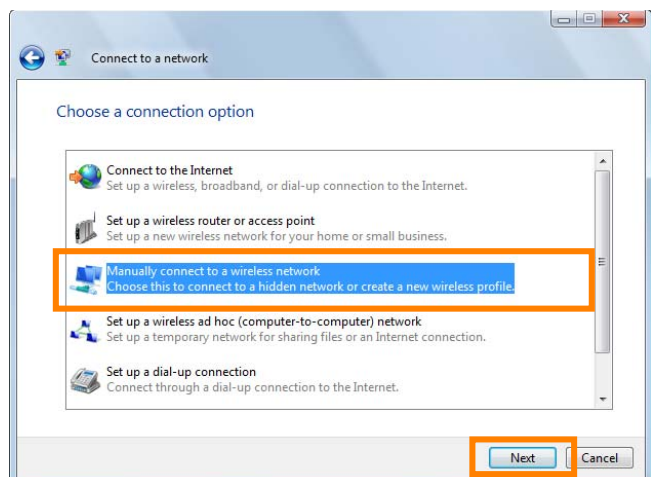 Connect to a network
Choose a connection option
Connect to the Internet
Set up a wireless, broadband, or dial-up connection to the Internet.
Set up a wireless router or access point
Set up a new wireless network for your home or small business.
Manually connect to a wireless network
Choose this to connect to a hidden network or create a new wireless profile.
Set up a wireless ad hoc (computer-to-computer) network
Set up a temporary network for sharing files or an Internet connection.
Set up a dial-up connection
Connect through a dial-up connection to the Internet.
Next Cancel